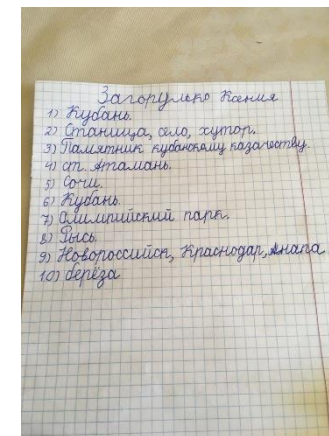 Загорулько Ксения
1) Кубань.
2) Станица, село, хутор.
3) Памятник кубанскому казачеству.
4) ст. Атамань.
5) Сочи.
6) Кубань.
7) Олимпийский парк.
8) Рысь.
9) Новороссийск, Краснодар, Анапа
10) берёза